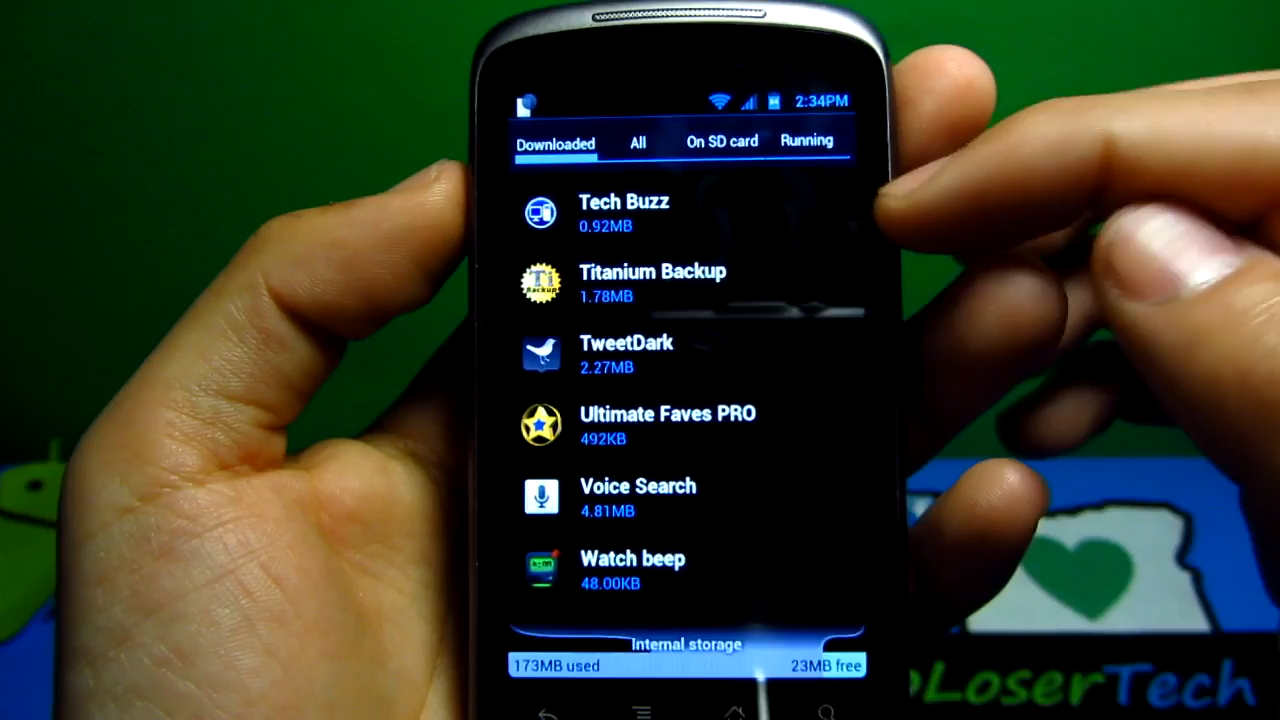 2:34PM
Downloaded All On SD card Running
Tech Buzz
0.92MB
Titanium Backup
1.78MB
TweetDark
2.27MB
Ultimate Faves PRO
492KB
Voice Search
4.81MB
Watch beep
48.00KB
Internal storage
173MB used 23MB free
LoserTech